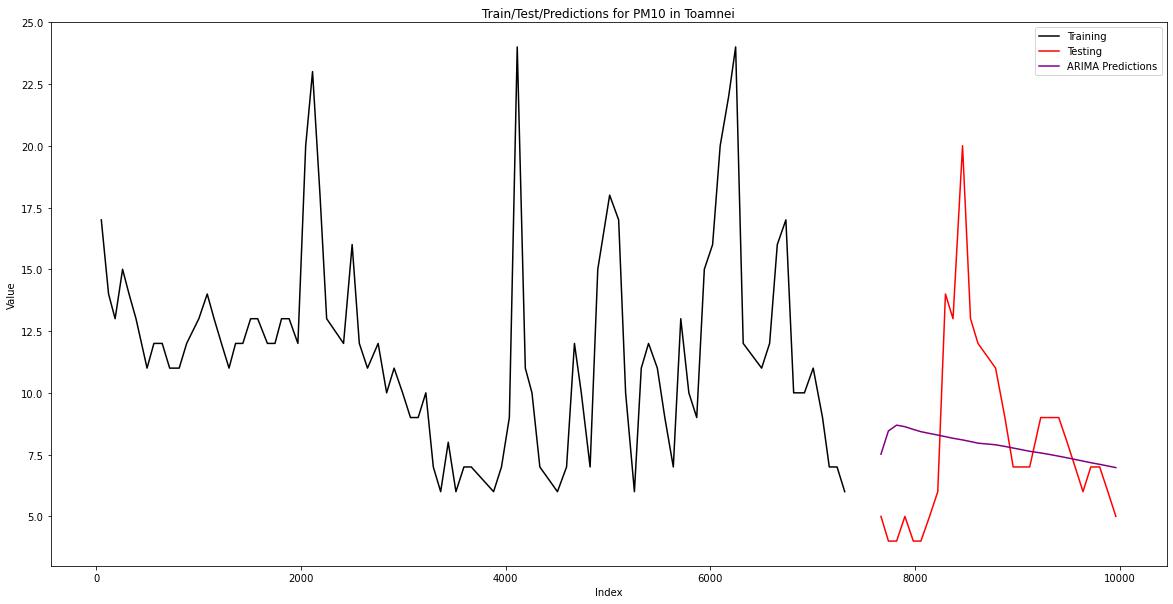 Train/Test/Predictions for PM10 in Toamnei
Training
Testing
ARIMA Predictions
Value
25.0
22.5
20.0
17.5
15.0
12.5
10.0
7.5
5.0
0 2000 4000 6000 8000 10000
Index